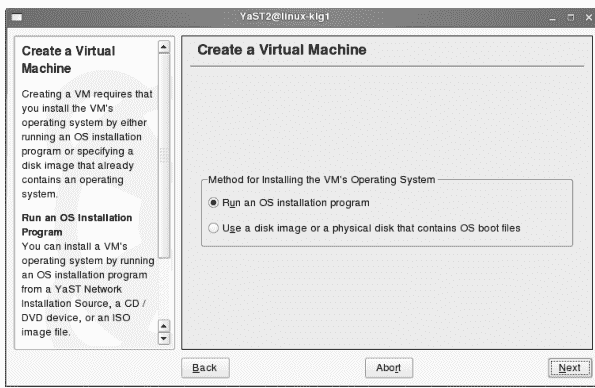 YaST2@linux-klg1
Create a Virtual
Machine
Creating a VM requires that
you install the VM's
operating system by either
running an OS installation
program or specifying a
disk image that already
contains an operating
system.
Run an OS Installation
Program
You can install a VM's
operating system by running
an OS installation program
from a YaST Network
Installation Source, a CD /
DVD device, or an ISO
image file.
Create a Virtual Machine
Method for Installing the VM's Operating System
Run an OS installation program
Use a disk image or a physical disk that contains OS boot files
Back
Abort
Next